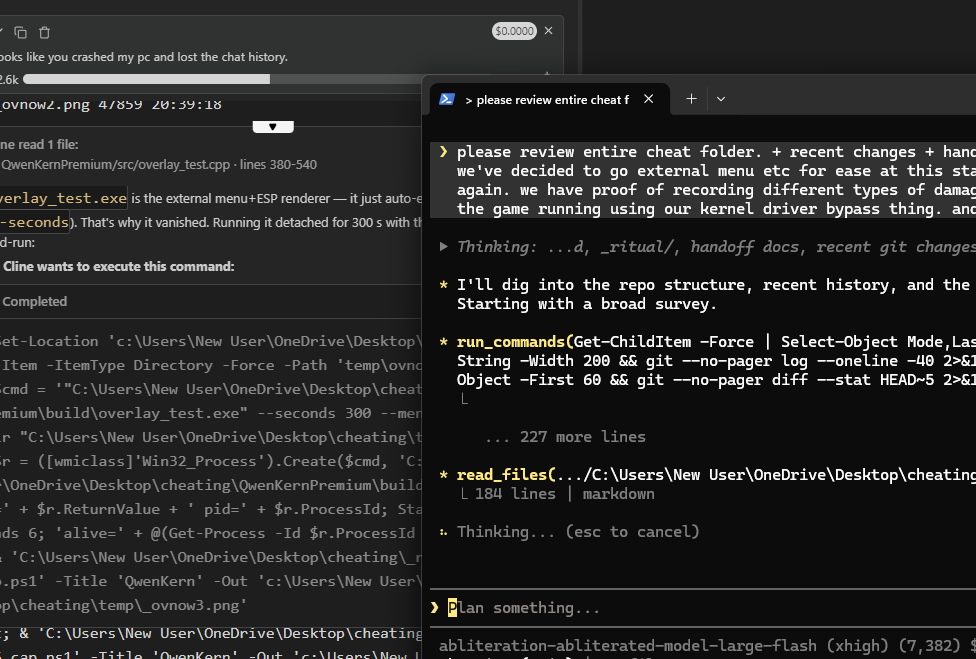 $0.0000
ooks like you crashed my pc and lost the chat history.
2.6k
_ovnow2.png 47859 20:39:18
ne read 1 file:
QwenKernPremium/src/overlay_test.cpp · lines 380-540
verlay_test.exe is the external menu+ESP renderer — it just auto-e
-seconds). That's why it vanished. Running it detached for 300 s with th
d-run:
Cline wants to execute this command:
Completed
et-Location 'c:\Users\New User\OneDrive\Desktop\
-Item -ItemType Directory -Force -Path 'temp\ovno
cmd = '"C:\Users\New User\OneDrive\Desktop\cheat
emium\build\overlay_test.exe" --seconds 300 --men
r "C:\Users\New User\OneDrive\Desktop\cheating\t
r = ([wmiclass]'Win32_Process').Create($cmd, 'C:
r\OneDrive\Desktop\cheating\QwenKernPremium\build
=' + $r.ReturnValue + ' pid=' + $r.ProcessId; Sta
nds 6; 'alive=' + @(Get-Process -Id $r.ProcessId
& 'C:\Users\New User\OneDrive\Desktop\cheating\_r
.ps1' -Title 'QwenKern' -Out 'c:\Users\New User\
op\cheating\temp\_ovnow3.png'
t; & 'C:\Users\New User\OneDrive\Desktop\cheating
cap.ps1' -Title 'QwenKern' -Out 'c:\Users\New U
> please review entire cheat f
❯ please review entire cheat folder. + recent changes + hand
we've decided to go external menu etc for ease at this sta
again. we have proof of recording different types of damag
the game running using our kernel driver bypass thing. and
▸ Thinking: ...d, _ritual/, handoff docs, recent git changes
* I'll dig into the repo structure, recent history, and the
Starting with a broad survey.
* run_commands(Get-ChildItem -Force | Select-Object Mode,Las
String -Width 200 && git --no-pager log --oneline -40 2>&1
Object -First 60 && git --no-pager diff --stat HEAD~5 2>&1
... 227 more lines
* read_files(.../C:\Users\New User\OneDrive\Desktop\cheating
└ 184 lines | markdown
Thinking... (esc to cancel)
❯ Plan something...
abliteration-abliterated-model-large-flash (xhigh) (7,382) $